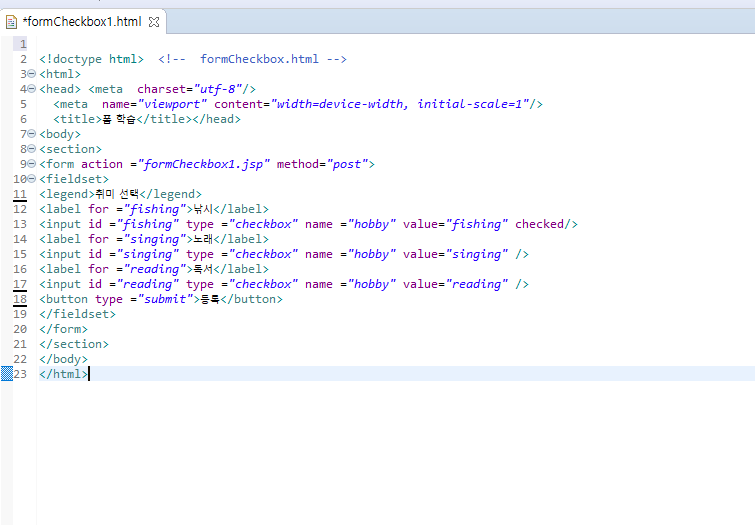 *formCheckbox1.html
1
2 <!doctype html>  <!--  formCheckbox.html -->
3 <html>
4 <head> <meta  charset="utf-8"/>
5   <meta  name="viewport" content="width=device-width, initial-scale=1"/>
6   <title>폼 학습</title></head>
7 <body>
8 <section>
9 <form action ="formCheckbox1.jsp" method="post">
10 <fieldset>
11 <legend>취미 선택</legend>
12 <label for ="fishing">낚시</label>
13 <input id ="fishing" type ="checkbox" name ="hobby" value="fishing" checked/>
14 <label for ="singing">노래</label>
15 <input id ="singing" type ="checkbox" name ="hobby" value="singing" />
16 <label for ="reading">독서</label>
17 <input id ="reading" type ="checkbox" name ="hobby" value="reading" />
18 <button type ="submit">등록</button>
19 </fieldset>
20 </form>
21 </section>
22 </body>
23 </html>